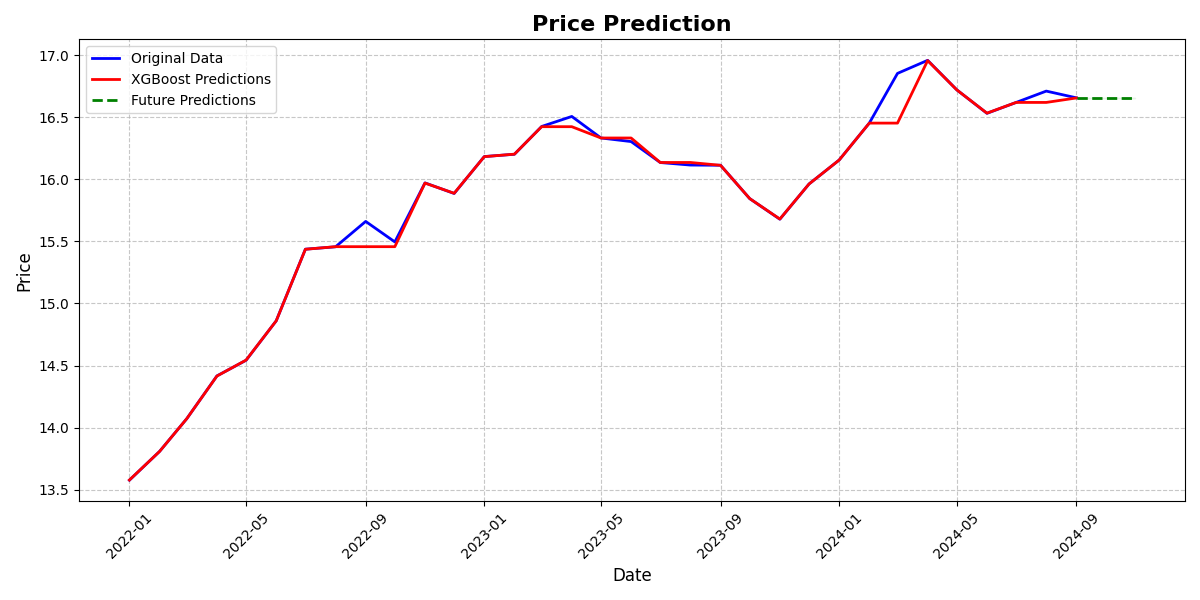 Price Prediction
Original Data
XGBoost Predictions
Future Predictions
Price
17.0
16.5
16.0
15.5
15.0
14.5
14.0
13.5
2022-01
2022-05
2022-09
2023-01
2023-05
2023-09
2024-01
2024-05
2024-09
Date